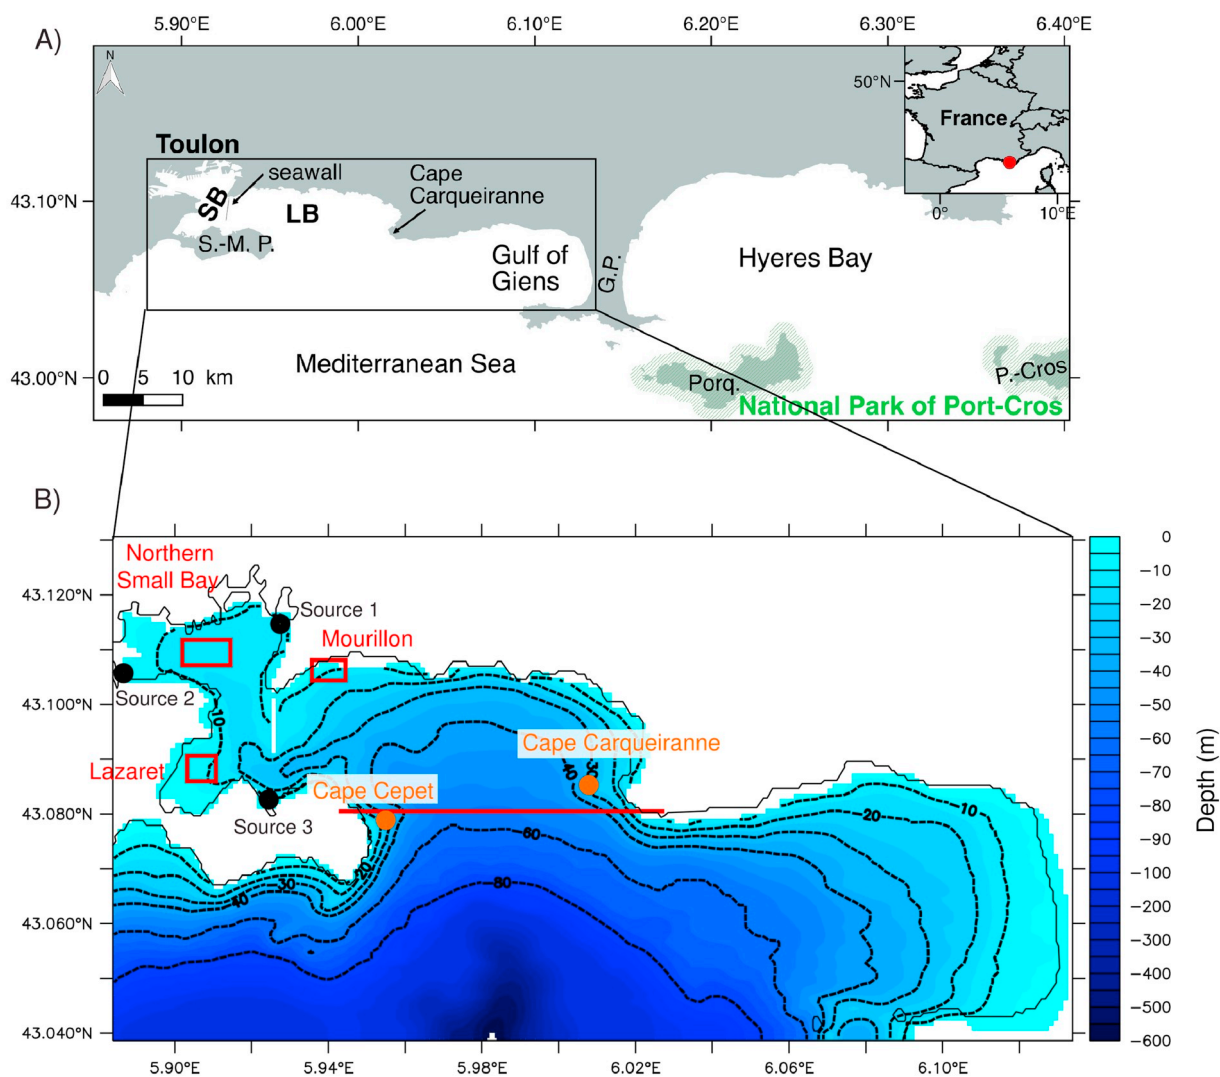 5.90°E 6.00°E 6.10°E 6.20°E 6.30°E 6.40°E
A)
N
50°N
France
Toulon
seawall
Cape
Carqueiranne
43.10°N
SB
LB
0° 10°E
S.-M. P.
Gulf of
Giens
G.P.
Hyeres Bay
Mediterranean Sea
43.00°N
0 5 10 km
Porq.
P.-Cros
National Park of Port-Cros
B)
Northern
Small Bay
43.120°N
Source 1
Mourillon
Source 2
43.100°N
10
Cape Carqueiranne
40
30
Lazaret
Cape Cepet
43.080°N
Source 3
10
20
60
20
30
80
40
43.060°N
43.040°N
5.90°E 5.94°E 5.98°E 6.02°E 6.06°E 6.10°E
0
−10
−20
−30
−40
−50
−60
−70
−80
−90
−100
−200
−300
−400
−500
−600
Depth (m)